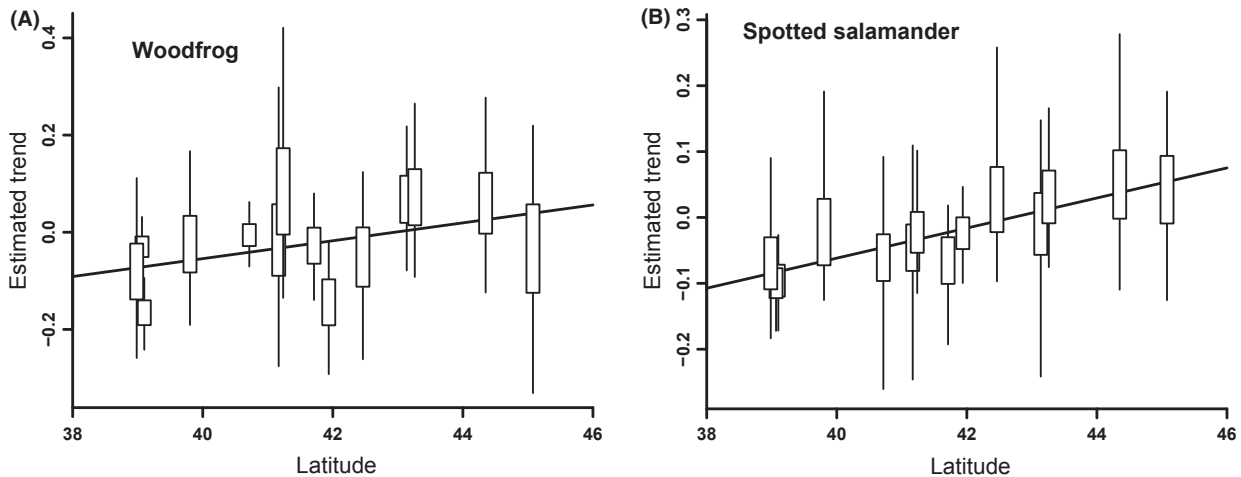 (A)
Woodfrog
Estimated trend
0.4
0.2
0.0
−0.2
38 40 42 44 46
Latitude
(B)
Spotted salamander
Estimated trend
0.3
0.2
0.1
0.0
−0.1
−0.2
38 40 42 44 46
Latitude